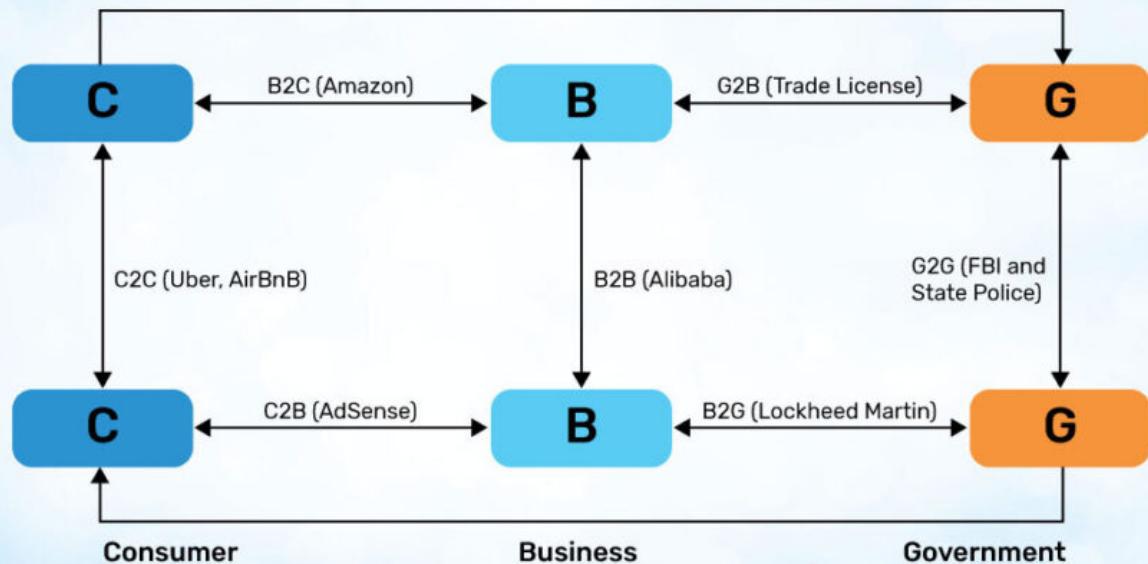 C
B2C (Amazon)
B
G2B (Trade License)
G
C2C (Uber, AirBnB)
B2B (Alibaba)
G2G (FBI and
State Police)
C
C2B (AdSense)
B
B2G (Lockheed Martin)
G
Consumer
Business
Government